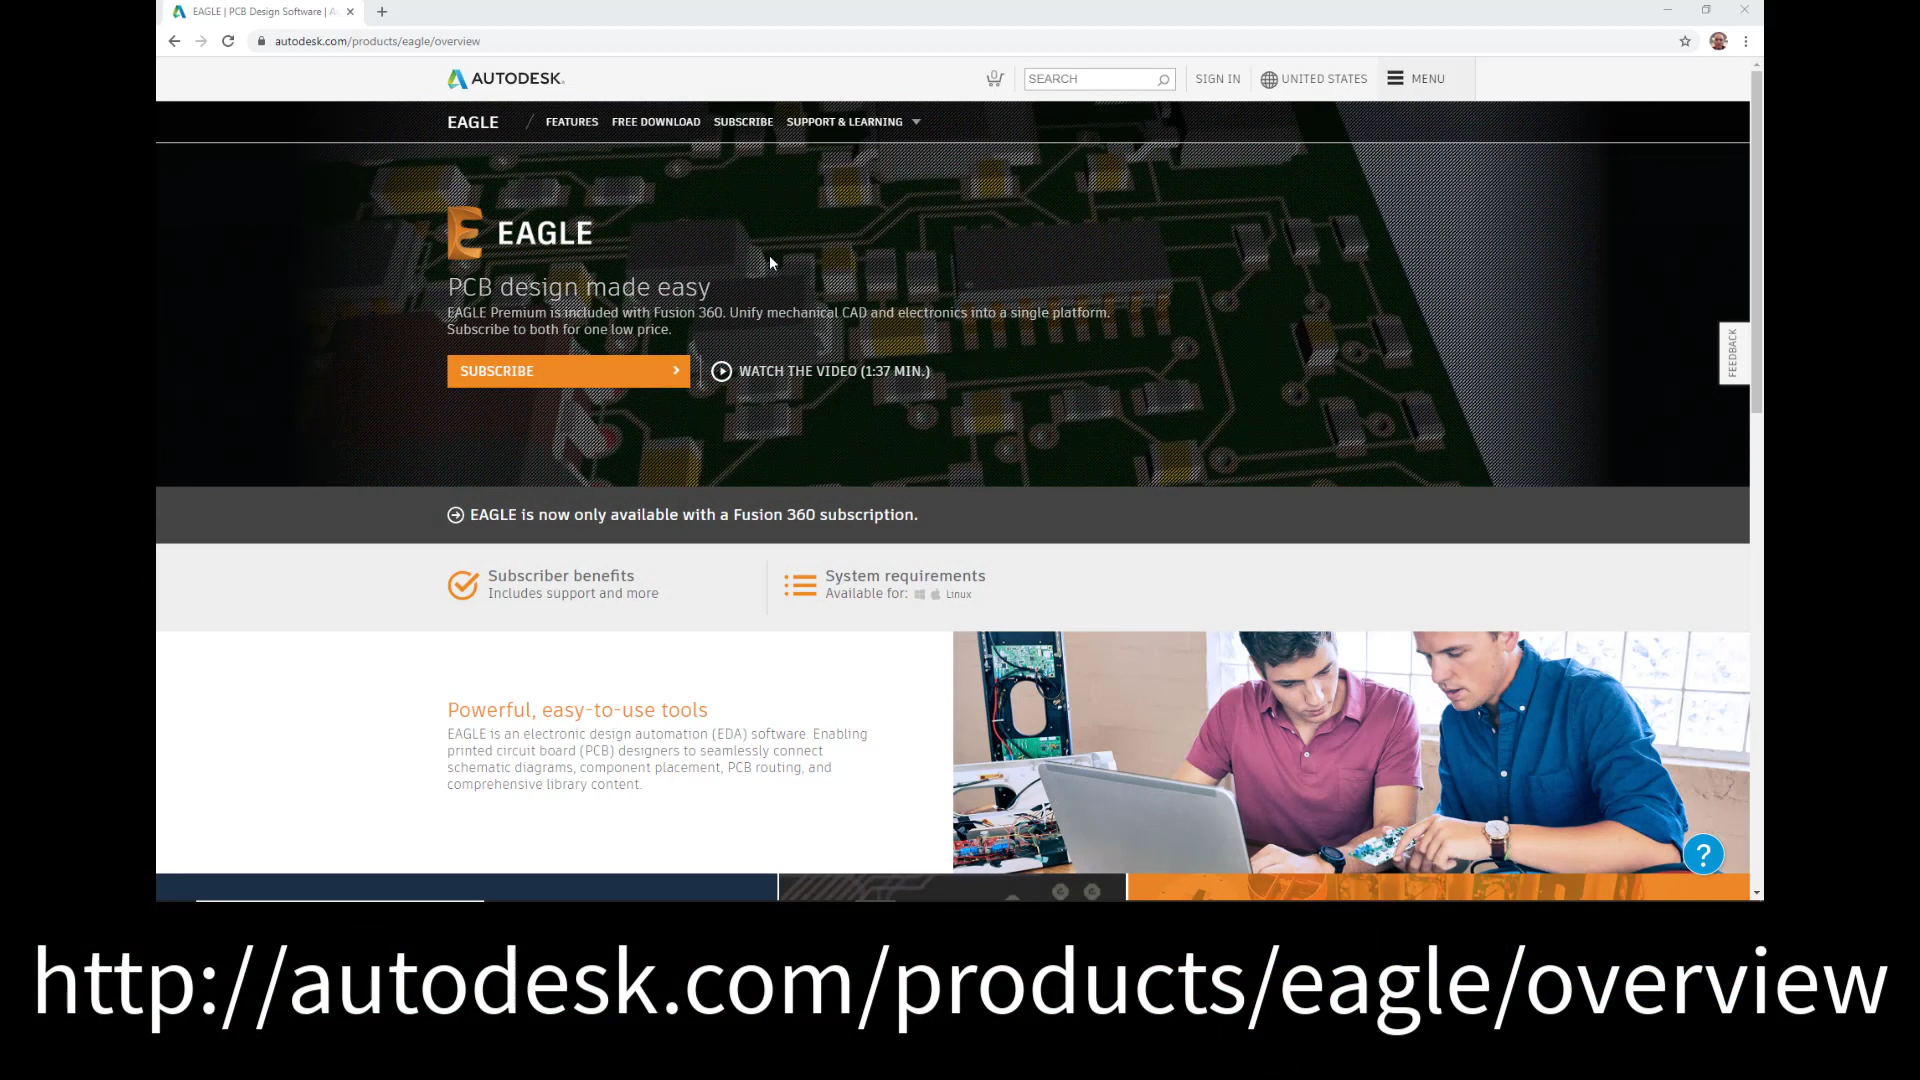 EAGLE | PCB Design Software | A
autodesk.com/products/eagle/overview
AUTODESK.
0
SEARCH
SIGN IN
UNITED STATES
MENU
EAGLE / FEATURES FREE DOWNLOAD SUBSCRIBE SUPPORT & LEARNING
EAGLE
PCB design made easy
EAGLE Premium is included with Fusion 360. Unify mechanical CAD and electronics into a single platform.
Subscribe to both for one low price.
SUBSCRIBE
WATCH THE VIDEO (1:37 MIN.)
FEEDBACK
EAGLE is now only available with a Fusion 360 subscription.
Subscriber benefits
Includes support and more
System requirements
Available for: Linux
Powerful, easy-to-use tools
EAGLE is an electronic design automation (EDA) software. Enabling
printed circuit board (PCB) designers to seamlessly connect
schematic diagrams, component placement, PCB routing, and
comprehensive library content.
?
http://autodesk.com/products/eagle/overview